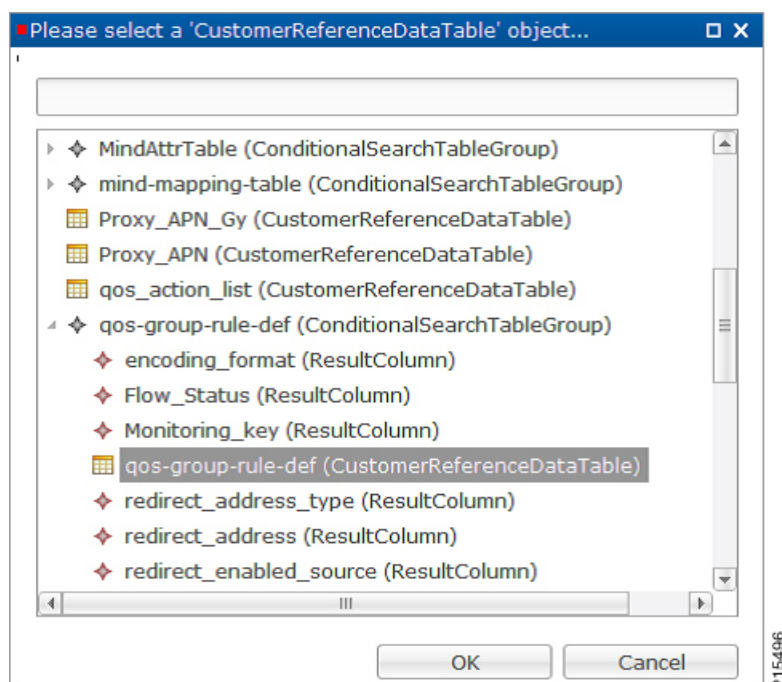 Please select a 'CustomerReferenceDataTable' object...
MindAttrTable (ConditionalSearchTableGroup)
mind-mapping-table (ConditionalSearchTableGroup)
Proxy_APN_Gy (CustomerReferenceDataTable)
Proxy_APN (CustomerReferenceDataTable)
qos_action_list (CustomerReferenceDataTable)
qos-group-rule-def (ConditionalSearchTableGroup)
encoding_format (ResultColumn)
Flow_Status (ResultColumn)
Monitoring_key (ResultColumn)
qos-group-rule-def (CustomerReferenceDataTable)
redirect_address_type (ResultColumn)
redirect_address (ResultColumn)
redirect_enabled_source (ResultColumn)
OK Cancel